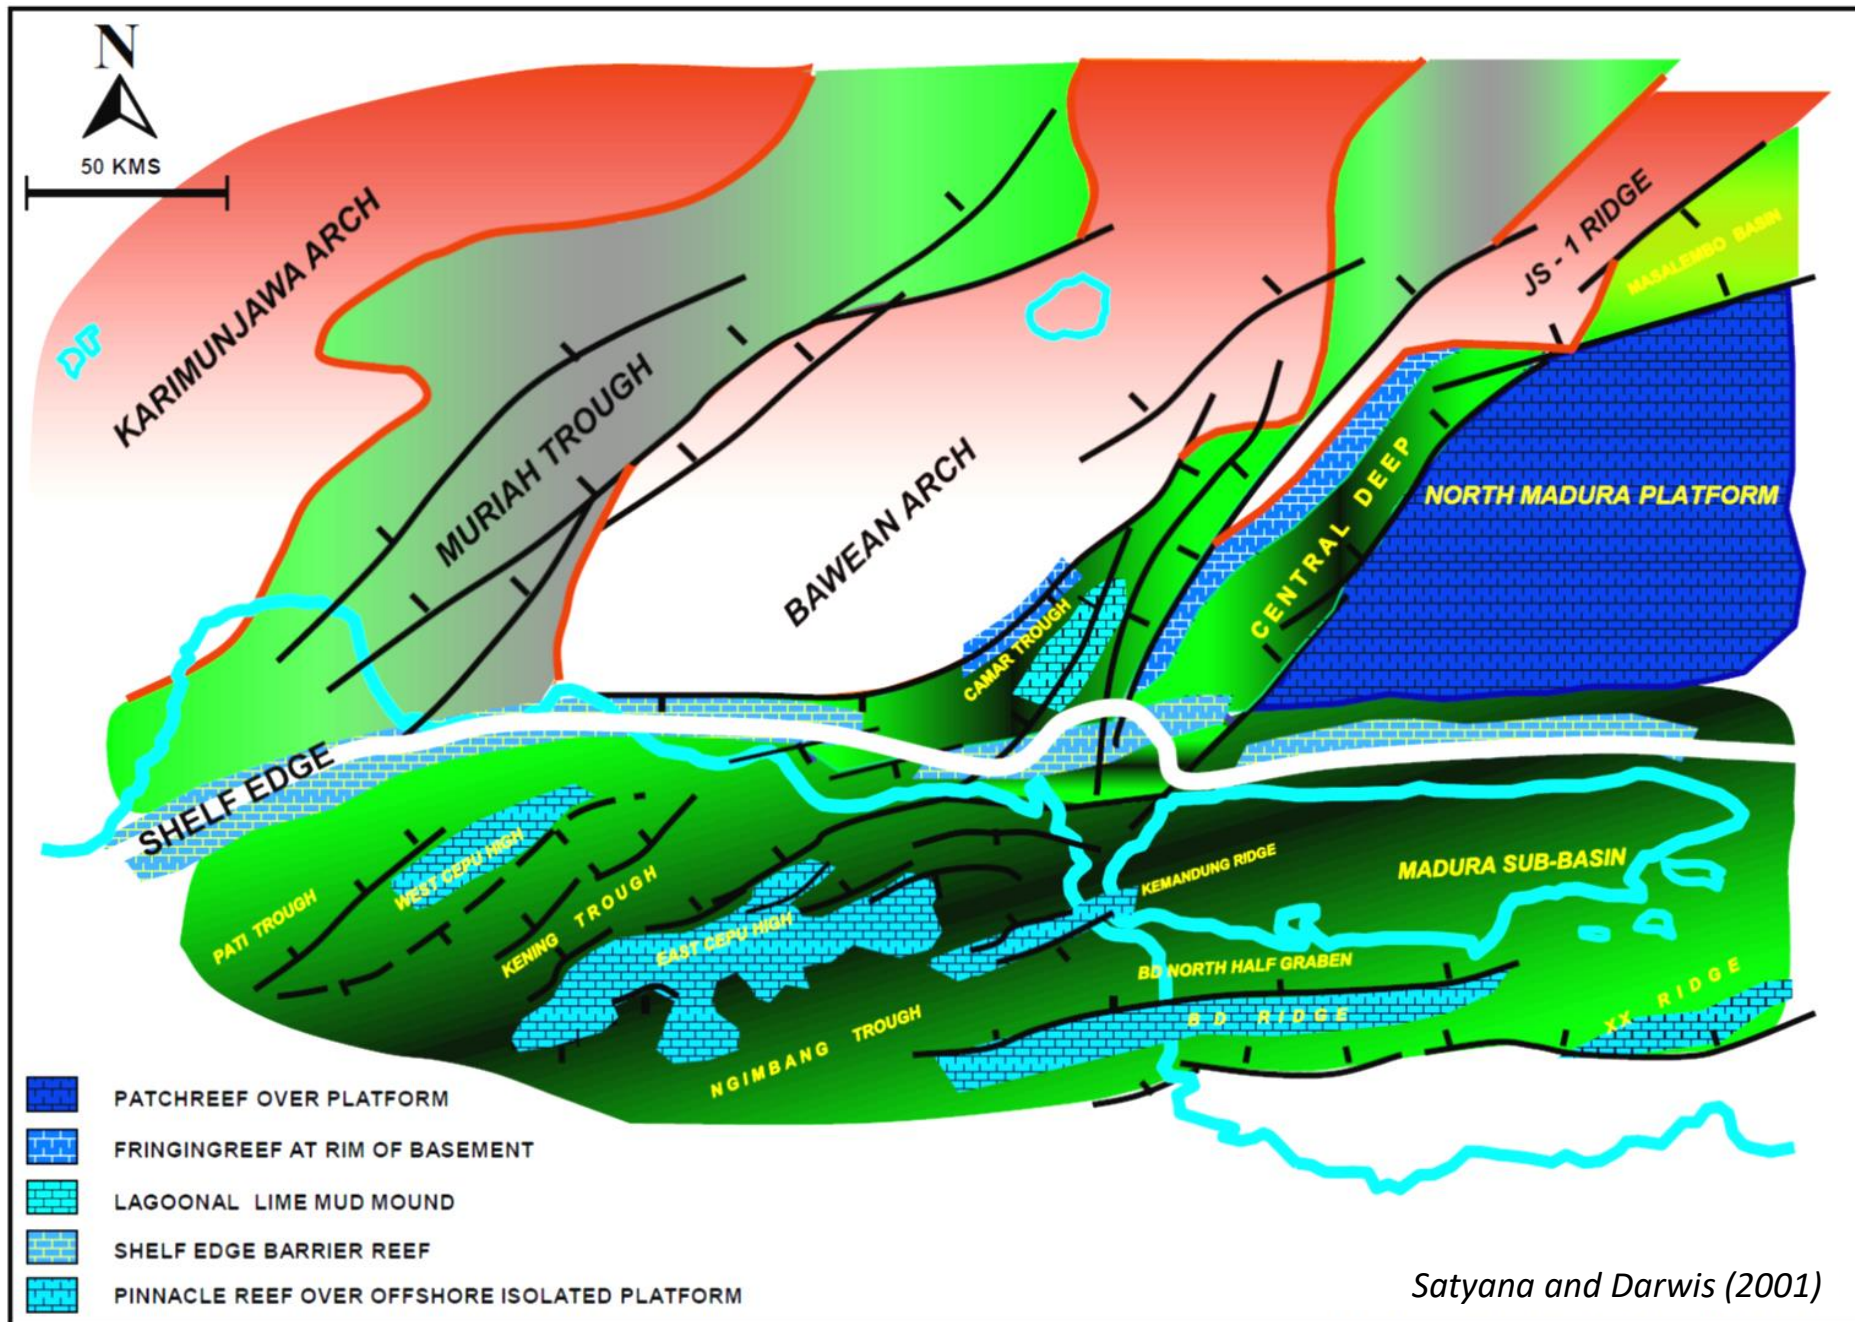 N
50 KMS
KARIMUNJAWA ARCH
MURIAH TROUGH
BAWEAN ARCH
JS - 1 RIDGE
MASALEMBO BASIN
NORTH MADURA PLATFORM
CENTRAL DEEP
CAMAR TROUGH
SHELF EDGE
WEST CEPU HIGH
PATI TROUGH
KENING TROUGH
EAST CEPU HIGH
KEMANDUNG RIDGE
MADURA SUB-BASIN
BD NORTH HALF GRABEN
BD RIDGE
XX RIDGE
NGIMBANG TROUGH
PATCHREEF OVER PLATFORM
FRINGINGREEF AT RIM OF BASEMENT
LAGOONAL LIME MUD MOUND
SHELF EDGE BARRIER REEF
PINNACLE REEF OVER OFFSHORE ISOLATED PLATFORM
Satyana and Darwis (2001)